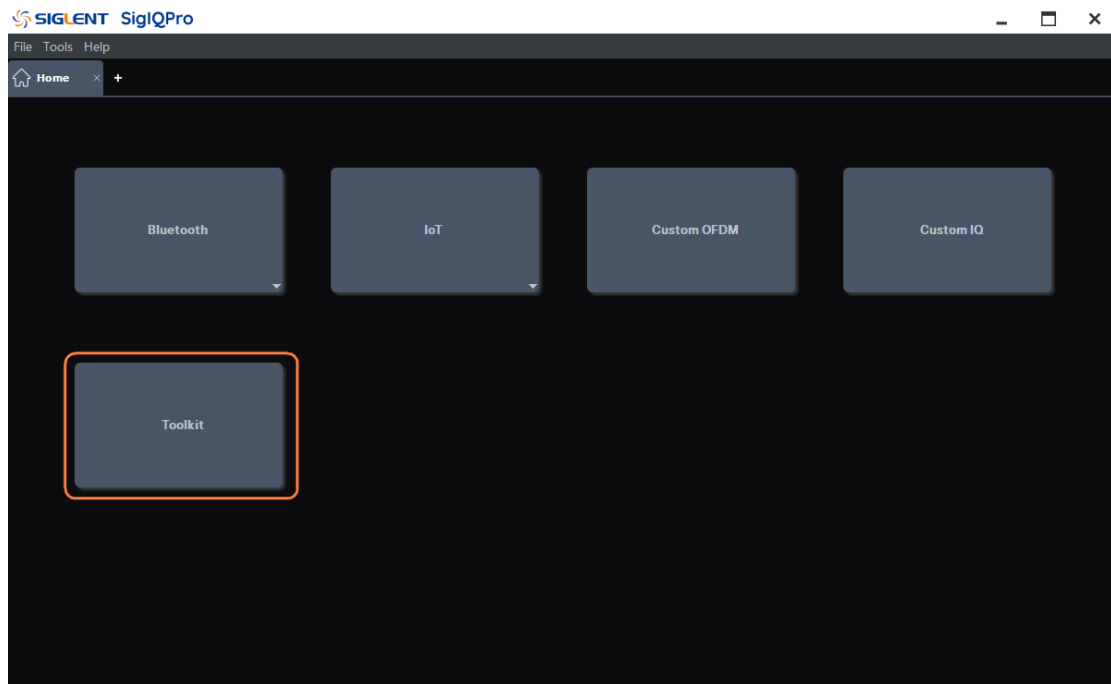 SIGLENT SigIQPro
File Tools Help
Home × +
Bluetooth
IoT
Custom OFDM
Custom IQ
Toolkit